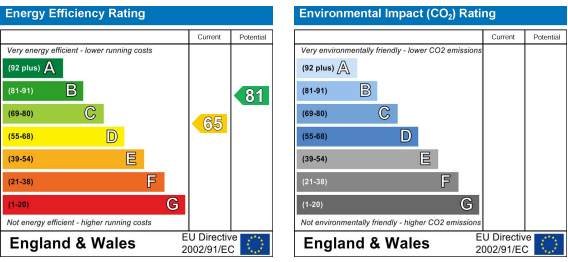 Energy Efficiency Rating
Current Potential
Very energy efficient - lower running costs
(92 plus) A
(81-91) B
(69-80) C
(55-68) D
(39-54) E
(21-38) F
(1-20) G
65
81
Not energy efficient - higher running costs
England & Wales
EU Directive
2002/91/EC
Environmental Impact (CO₂) Rating
Current Potential
Very environmentally friendly - lower CO2 emissions
(92 plus) A
(81-91) B
(69-80) C
(55-68) D
(39-54) E
(21-38) F
(1-20) G
Not environmentally friendly - higher CO2 emissions
England & Wales
EU Directive
2002/91/EC